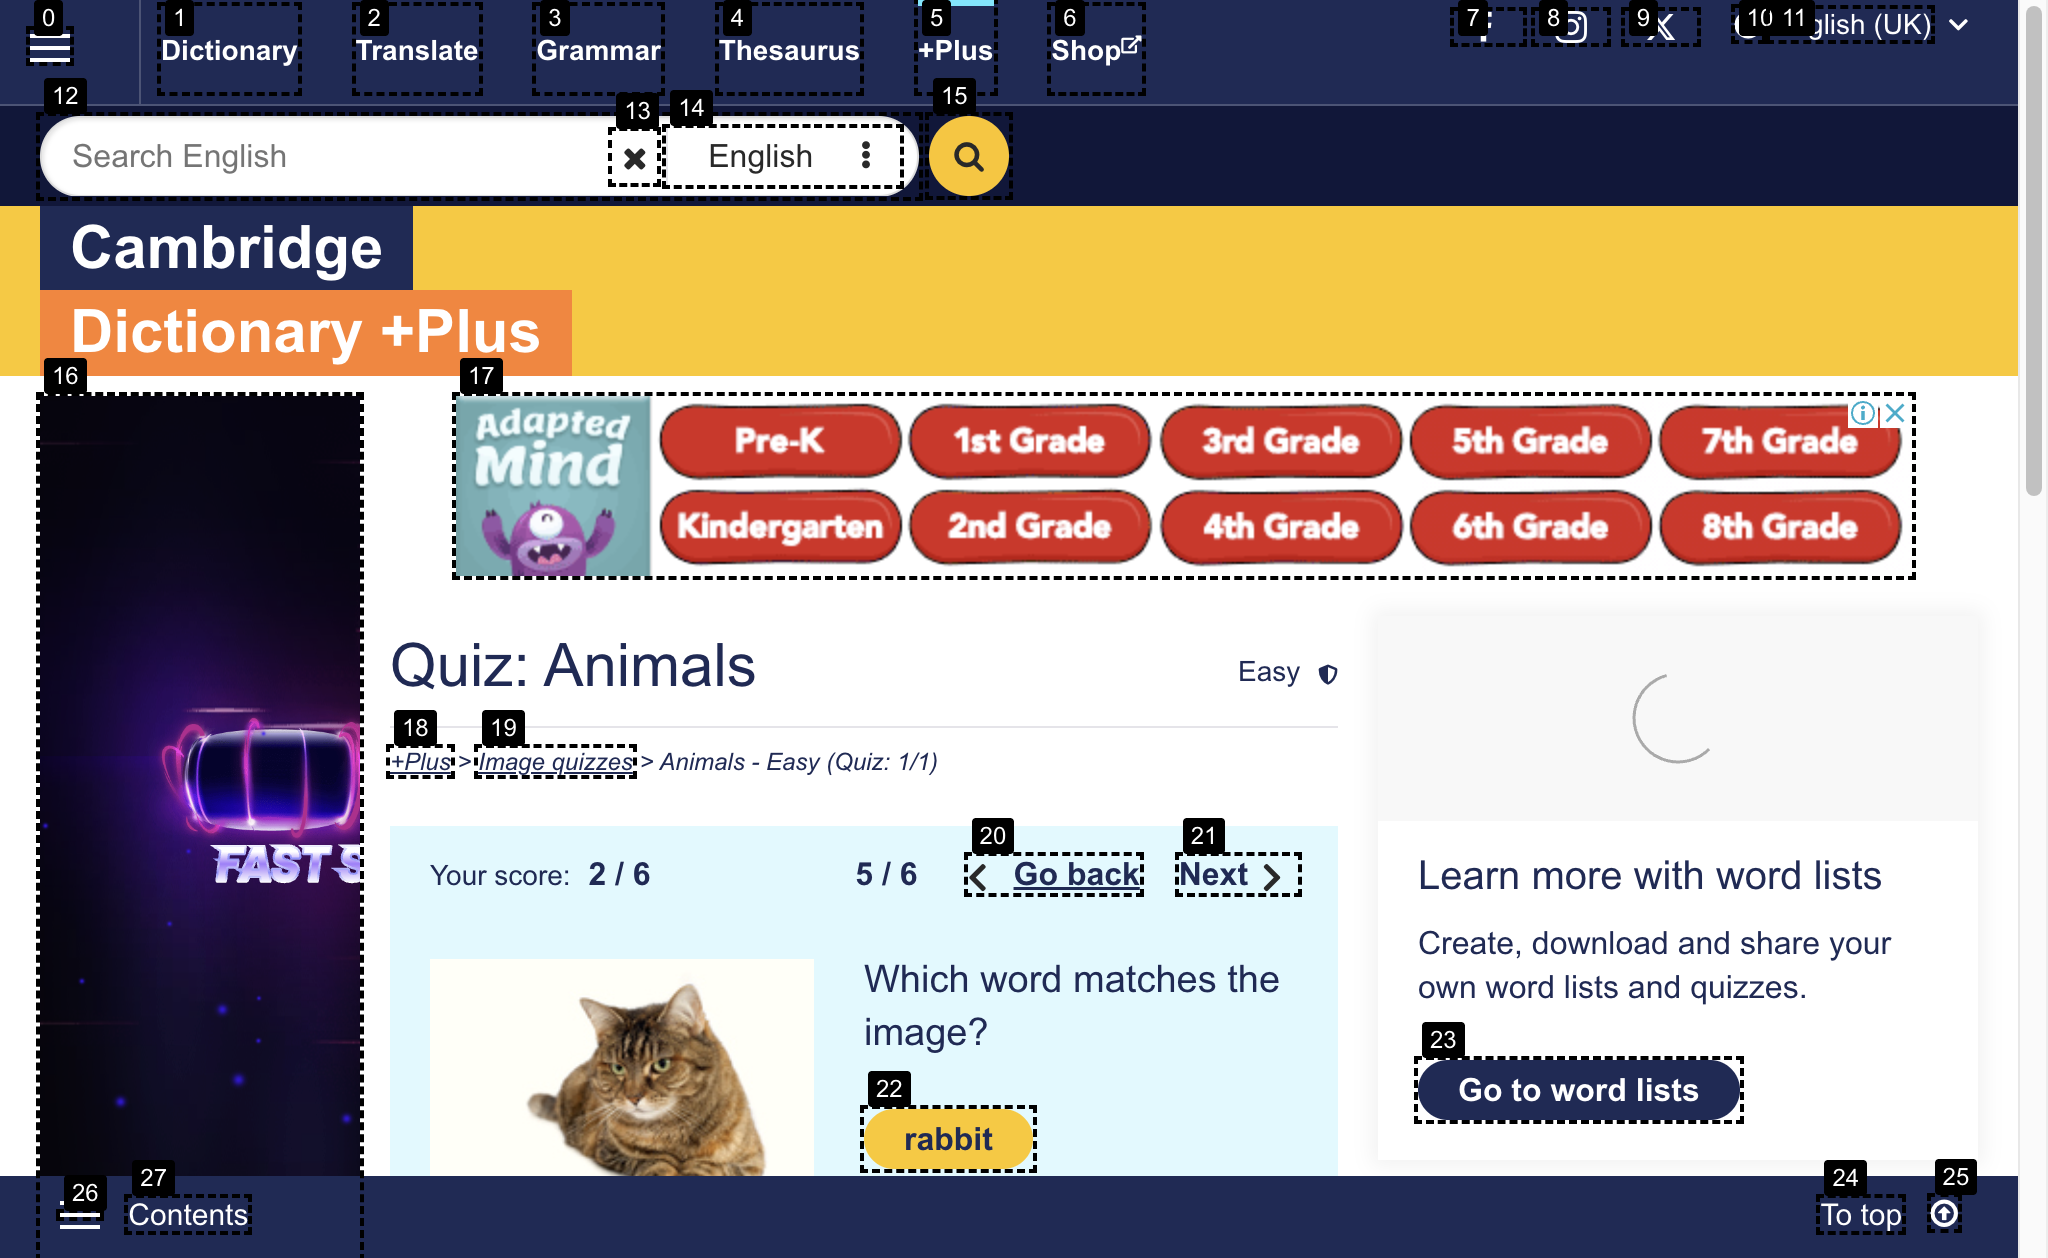 0
1
2
3
4
5
6
7
8
9
10
11
Dictionary
Translate
Grammar
Thesaurus
+Plus
Shop
glish (UK)
12
13
14
15
Search English
English
Cambridge
Dictionary +Plus
16
17
Adapted
Mind
Pre-K
1st Grade
3rd Grade
5th Grade
7th Grade
Kindergarten
2nd Grade
4th Grade
6th Grade
8th Grade
FAST S
Quiz: Animals
Easy
18
19
+Plus > Image quizzes > Animals - Easy (Quiz: 1/1)
20
21
Your score: 2 / 6
5 / 6
Go back
Next
Which word matches the
image?
22
rabbit
Learn more with word lists
Create, download and share your
own word lists and quizzes.
23
Go to word lists
26
27
Contents
24
25
To top